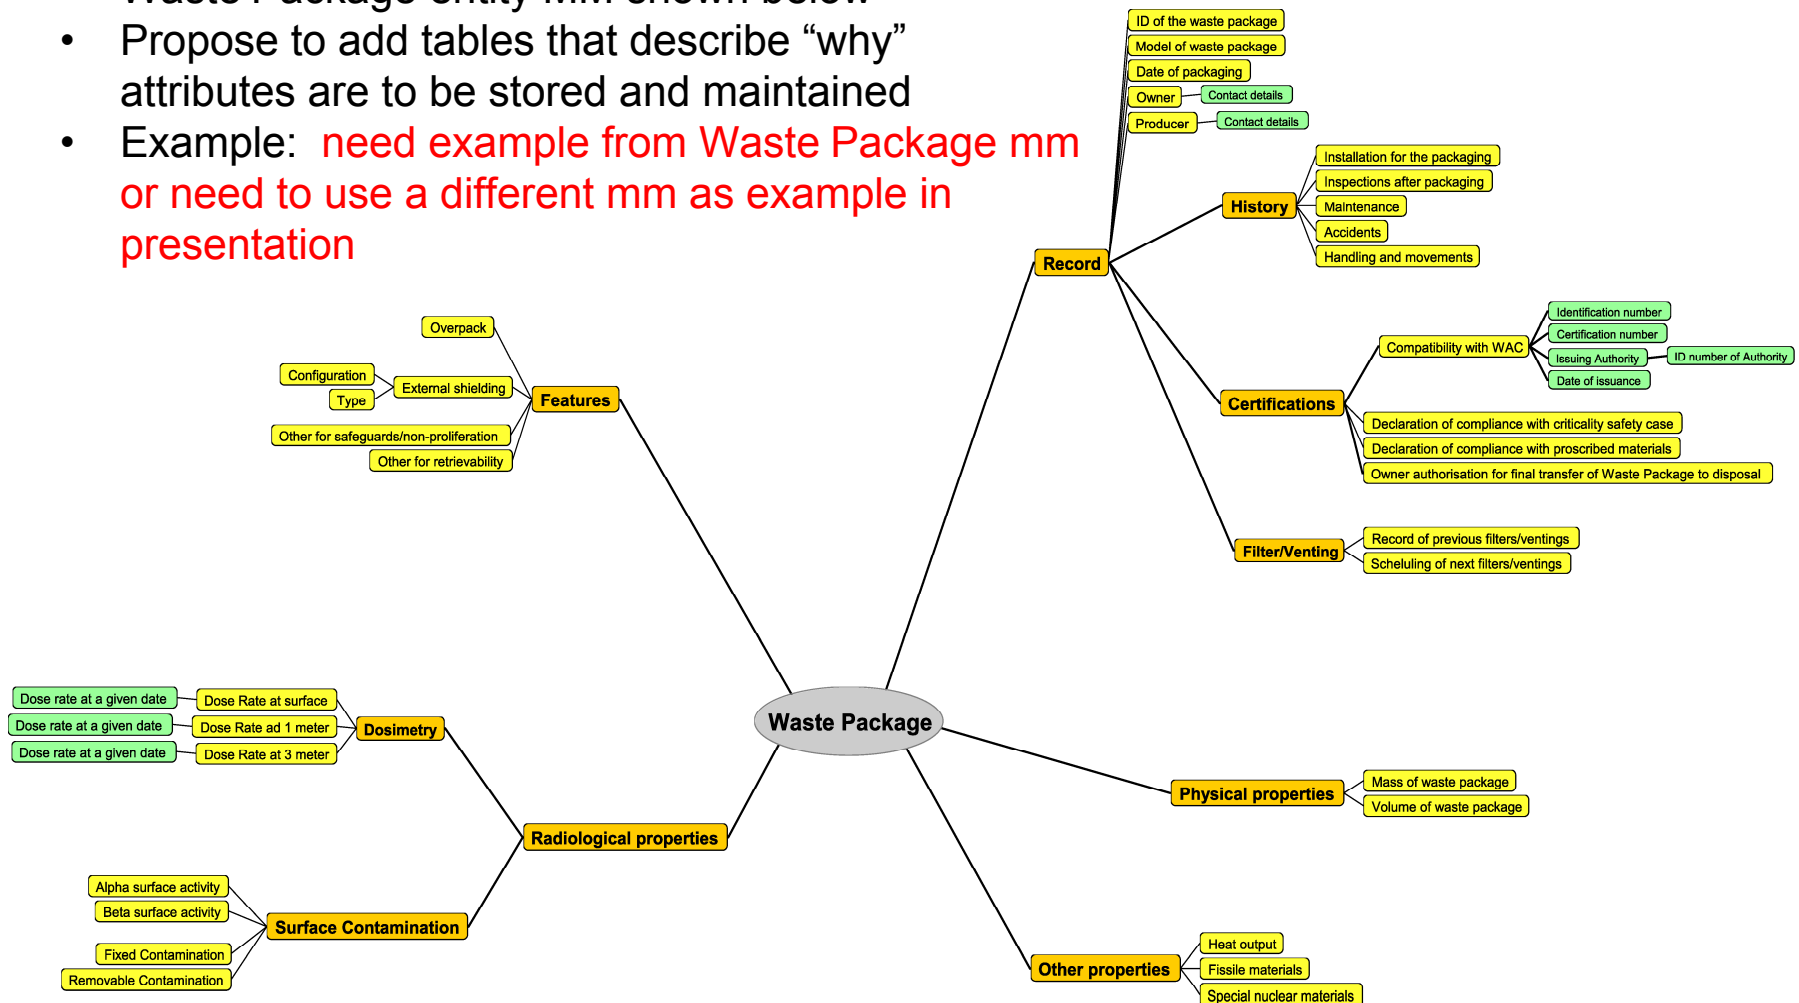 Waste Package entity MM shown below
• Propose to add tables that describe “why”
attributes are to be stored and maintained
• Example: need example from Waste Package mm
or need to use a different mm as example in
presentation
ID of the waste package
Model of waste package
Date of packaging
Owner
Contact details
Producer
Contact details
Installation for the packaging
Inspections after packaging
History
Maintenance
Accidents
Handling and movements
Record
Identification number
Certification number
Compatibility with WAC
Issuing Authority
ID number of Authority
Date of issuance
Certifications
Declaration of compliance with criticality safety case
Declaration of compliance with proscribed materials
Owner authorisation for final transfer of Waste Package to disposal
Filter/Venting
Record of previous filters/ventings
Scheluling of next filters/ventings
Overpack
Configuration
External shielding
Type
Features
Other for safeguards/non-proliferation
Other for retrievability
Waste Package
Dose rate at a given date
Dose Rate at surface
Dose rate at a given date
Dose Rate ad 1 meter
Dosimetry
Dose rate at a given date
Dose Rate at 3 meter
Radiological properties
Alpha surface activity
Beta surface activity
Surface Contamination
Fixed Contamination
Removable Contamination
Physical properties
Mass of waste package
Volume of waste package
Other properties
Heat output
Fissile materials
Special nuclear materials